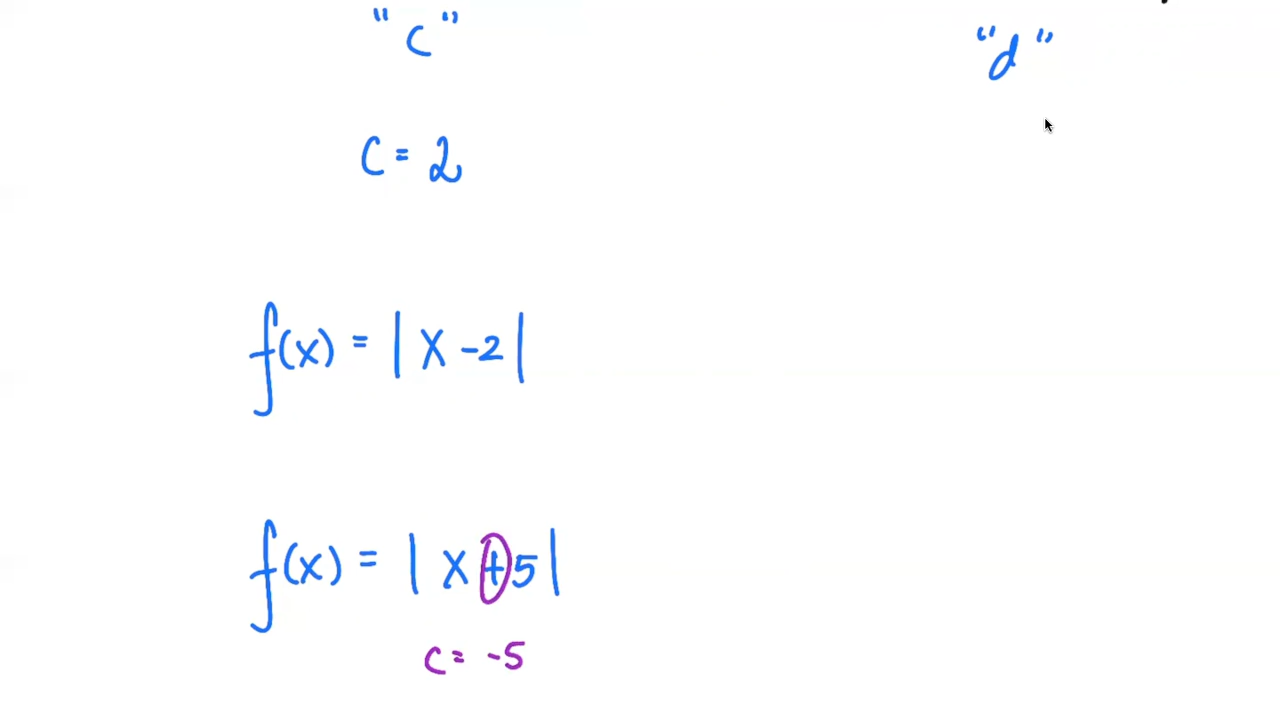 "c"
"d"
C = 2
f(x) = | X - 2 |
f(x) = | X + 5 |
c = -5